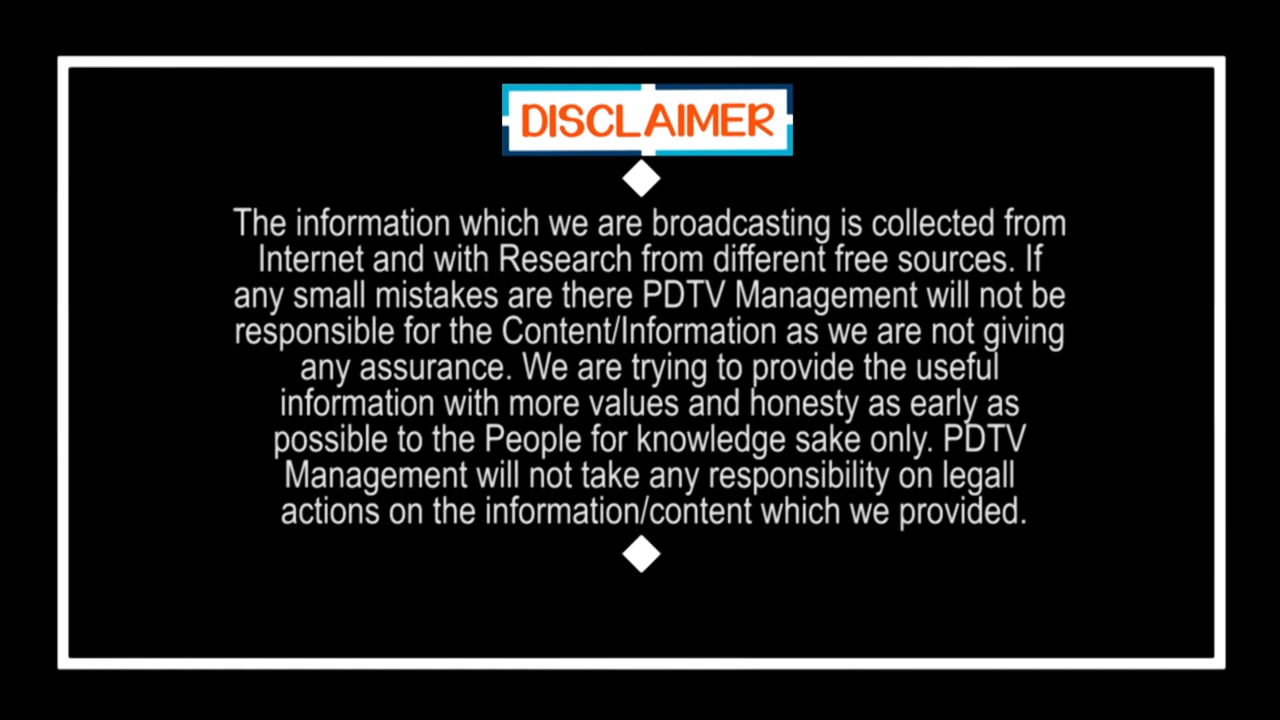 DISCLAIMER
The information which we are broadcasting is collected from
Internet and with Research from different free sources. If
any small mistakes are there PDTV Management will not be
responsible for the Content/Information as we are not giving
any assurance. We are trying to provide the useful
information with more values and honesty as early as
possible to the People for knowledge sake only. PDTV
Management will not take any responsibility on legall
actions on the information/content which we provided.